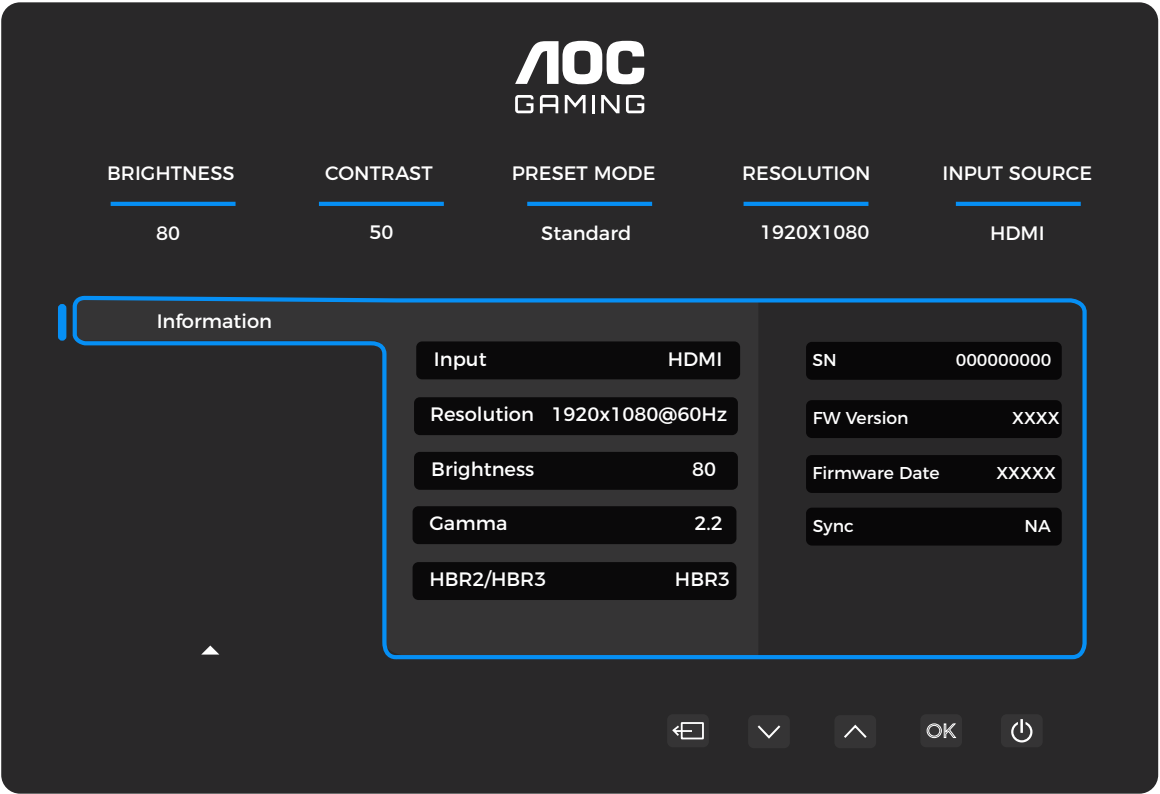 AOC
GAMING
BRIGHTNESS CONTRAST PRESET MODE RESOLUTION INPUT SOURCE
80 50 Standard 1920X1080 HDMI
Information
Input HDMI SN 000000000
Resolution 1920x1080@60Hz FW Version XXXX
Brightness 80 Firmware Date XXXXX
Gamma 2.2 Sync NA
HBR2/HBR3 HBR3
OK